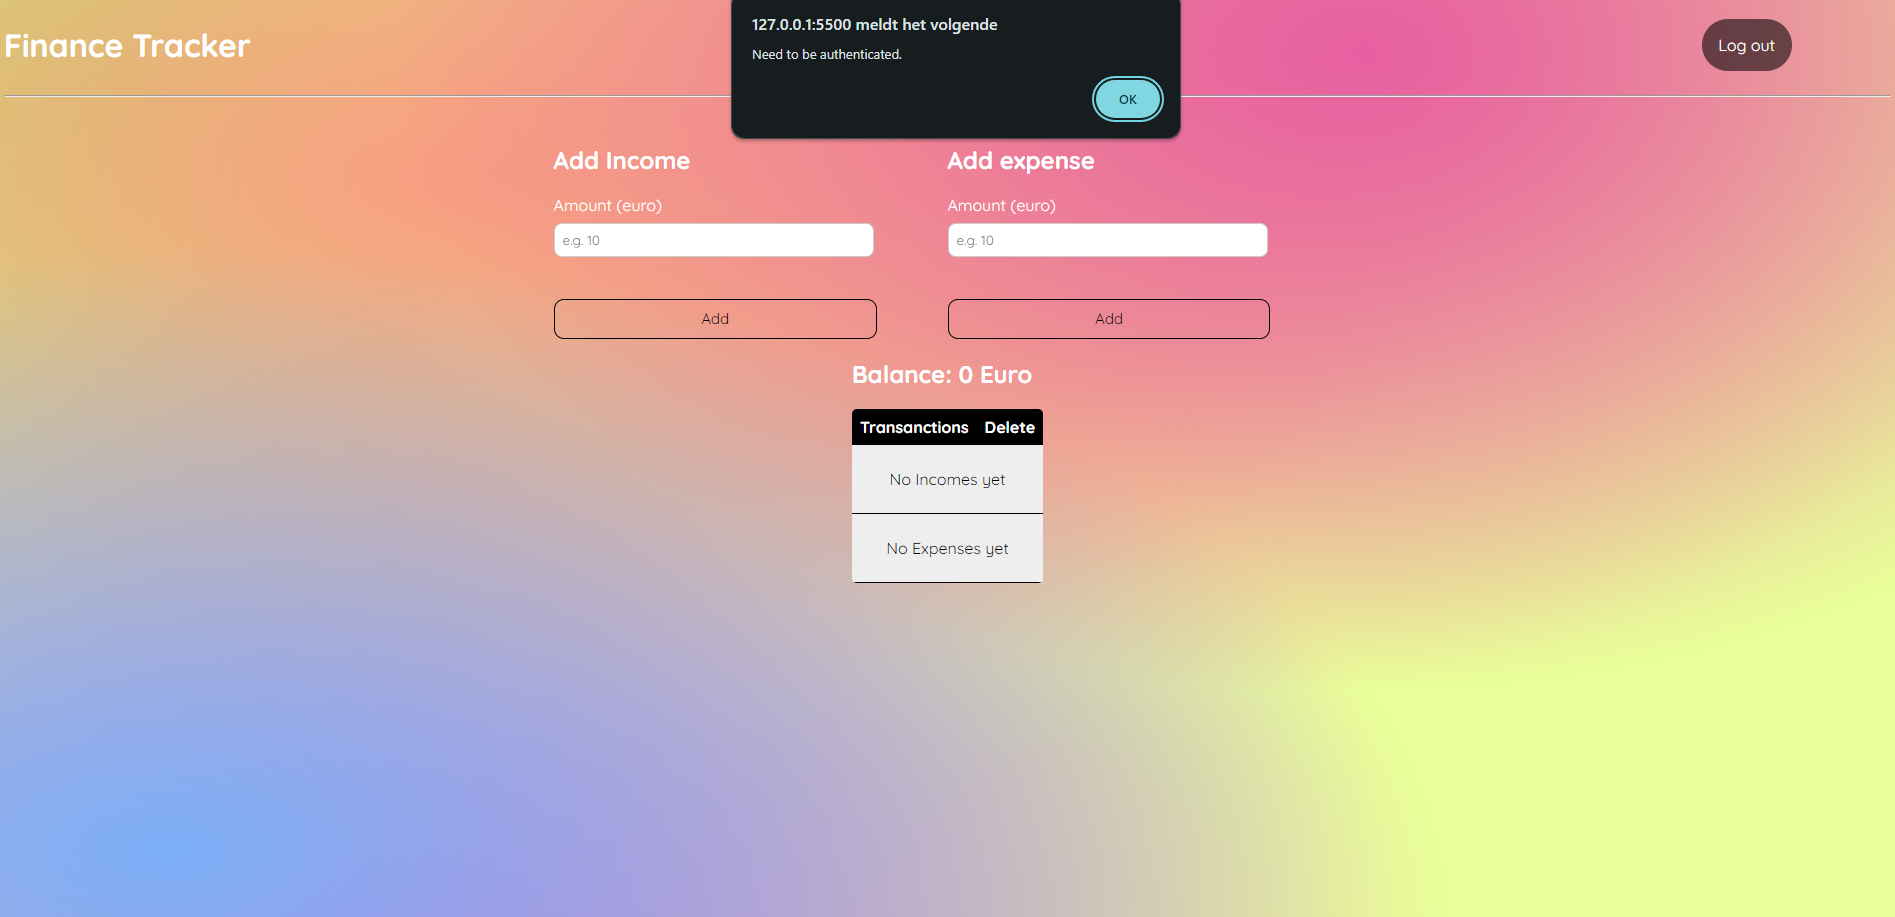 Finance Tracker
127.0.0.1:5500 meldt het volgende
Need to be authenticated.
OK
Log out
Add Income
Amount (euro)
e.g. 10
Add
Add expense
Amount (euro)
e.g. 10
Add
Balance: 0 Euro
Transanctions Delete
No Incomes yet
No Expenses yet